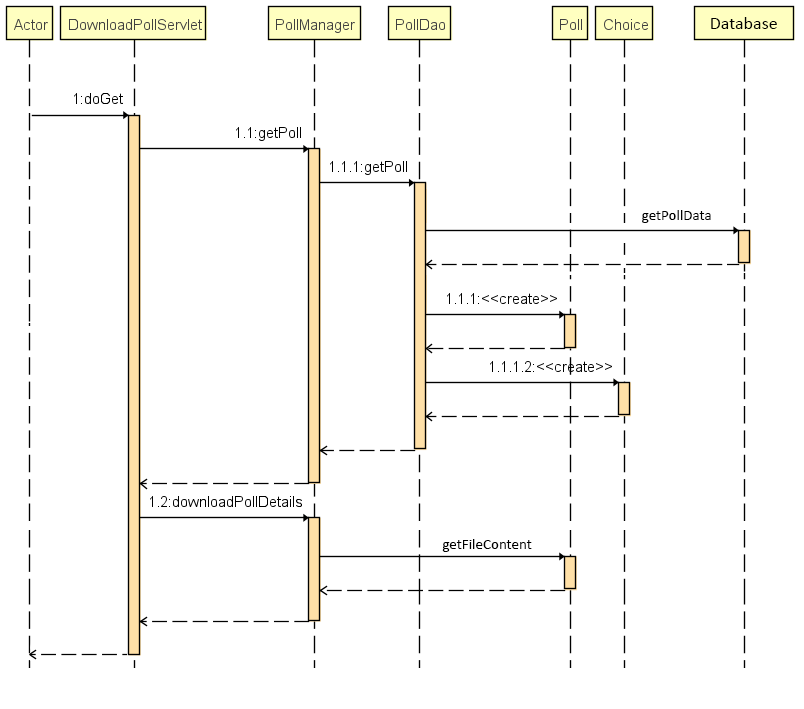 Actor
DownloadPollServlet
PollManager
PollDao
Poll
Choice
Database
1:doGet
1.1:getPoll
1.1.1:getPoll
getPollData
1.1.1:<<create>>
1.1.1.2:<<create>>
1.2:downloadPollDetails
getFileContent